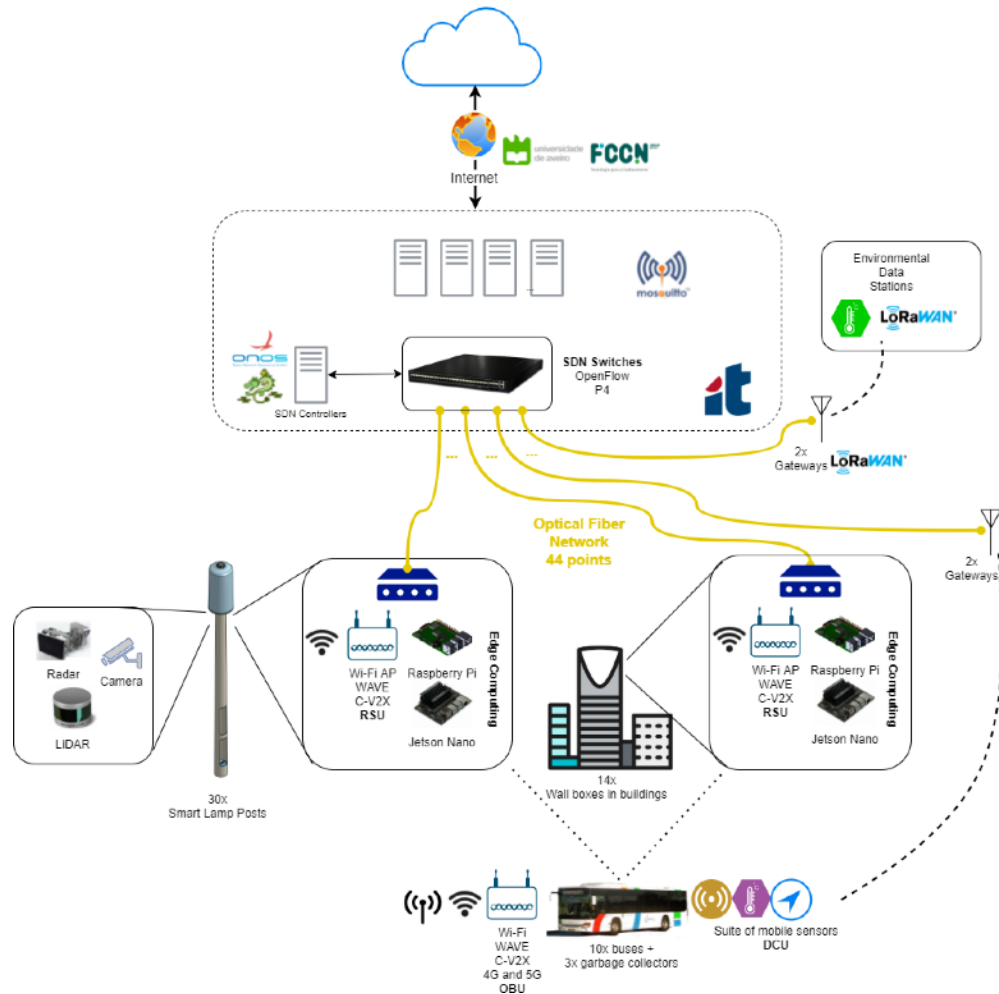 universidade
de aveiro
FCCN
Internet
mosquitto
Environmental
Data
Stations
LoRaWAN®
onos
SDN Controllers
...
SDN Switches
OpenFlow
P4
it
2x
Gateways
LoRaWAN®
...
...
...
Optical Fiber
Network
44 points
2x
Gateways
Radar
Camera
LIDAR
30x
Smart Lamp Posts
Wi-Fi AP
WAVE
C-V2X
RSU
Raspberry Pi
Jetson Nano
Edge Computing
14x
Wall boxes in buildings
Wi-Fi AP
WAVE
C-V2X
RSU
Raspberry Pi
Jetson Nano
Edge Computing
Wi-Fi
WAVE
C-V2X
4G and 5G
OBU
10x buses +
3x garbage collectors
Suite of mobile sensors
DCU